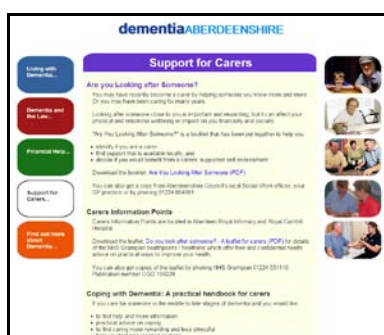 dementiaABERDEENSHIRE
Support for Carers
Living with
Dementia...
Dementia and
the Law...
Financial Help...
Support for
Carers...
Find out more
about
Dementia...
Are you Looking after Someone?
You may have recently become a carer by helping someone you know more and more.
Or you may have been caring for many years.
Looking after someone close to you is important and rewarding, but it can affect your
physical and emotional wellbeing or impact on you financially and socially.
"Are You Looking After Someone?" is a booklet that has been put together to help you:
• identify if you are a carer
• find support that is available locally, and
• decide if you would benefit from a carers' supported self assessment
Download the booklet: Are You Looking After Someone (PDF)
You can also get a copy from Aberdeenshire Council's local Social Work offices, your
GP practice or by phoning 01224
Carers Information Points
Carers Information Points are located in Aberdeen Royal Infirmary and Royal Cornhill
Hospital.
Download the leaflet: Do you look after someone? - A leaflet for carers (PDF) for details
of the NHS Grampian healthpoints / healthline which offer free and confidential health
advice on practical ways to improve your health.
You can also get copies of the leaflet by phoning NHS Grampian 01224
Publication number CGD
Coping with Dementia: A practical handbook for carers
If you care for someone in the middle to late stages of dementia and you would like
• to find help and more information
• practical advice on coping
• to find caring more rewarding and less stressful